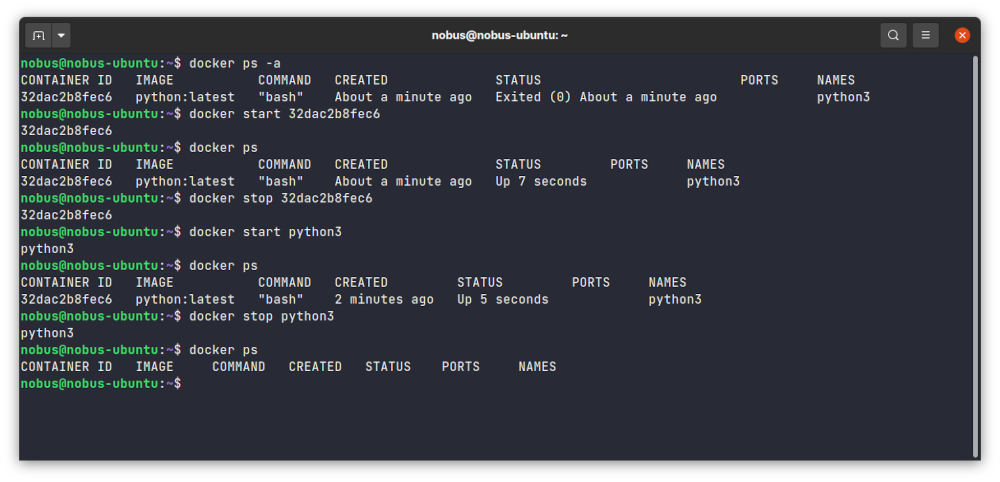 nobus@nobus-ubuntu: ~
nobus@nobus-ubuntu:~$ docker ps -a
CONTAINER ID   IMAGE           COMMAND   CREATED              STATUS                          PORTS     NAMES
32dac2b8fec6   python:latest   "bash"    About a minute ago   Exited (0) About a minute ago             python3
nobus@nobus-ubuntu:~$ docker start 32dac2b8fec6
32dac2b8fec6
nobus@nobus-ubuntu:~$ docker ps
CONTAINER ID   IMAGE           COMMAND   CREATED              STATUS         PORTS     NAMES
32dac2b8fec6   python:latest   "bash"    About a minute ago   Up 7 seconds             python3
nobus@nobus-ubuntu:~$ docker stop 32dac2b8fec6
32dac2b8fec6
nobus@nobus-ubuntu:~$ docker start python3
python3
nobus@nobus-ubuntu:~$ docker ps
CONTAINER ID   IMAGE           COMMAND   CREATED         STATUS         PORTS     NAMES
32dac2b8fec6   python:latest   "bash"    2 minutes ago   Up 5 seconds             python3
nobus@nobus-ubuntu:~$ docker stop python3
python3
nobus@nobus-ubuntu:~$ docker ps
CONTAINER ID   IMAGE     COMMAND   CREATED   STATUS    PORTS     NAMES
nobus@nobus-ubuntu:~$